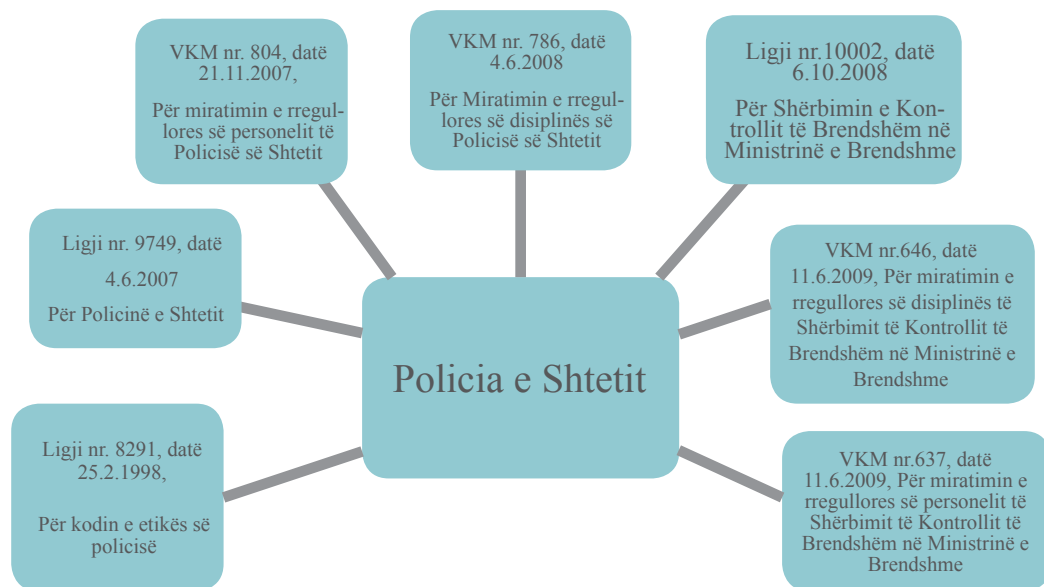 VKM nr. 804, datë
21.11.2007,
Për miratimin e rregul-
lores së personelit të
Policisë së Shtetit
VKM nr. 786, datë
4.6.2008
Për Miratimin e rregul-
lores së disiplinës së
Policisë së Shtetit
Ligji nr.10002, datë
6.10.2008
Për Shërbimin e Kon-
trollit të Brendshëm në
Ministrinë e Brendshme
Ligji nr. 9749, datë
4.6.2007
Për Policinë e Shtetit
VKM nr.646, datë
11.6.2009, Për miratimin e
rregullores së disiplinës të
Shërbimit të Kontrollit të
Brendshëm në Ministrinë e
Brendshme
Policia e Shtetit
Ligji nr. 8291, datë
25.2.1998,
Për kodin e etikës së
policisë
VKM nr.637, datë
11.6.2009, Për miratimin e
rregullores së personelit të
Shërbimit të Kontrollit të
Brendshëm në Ministrinë e
Brendshme